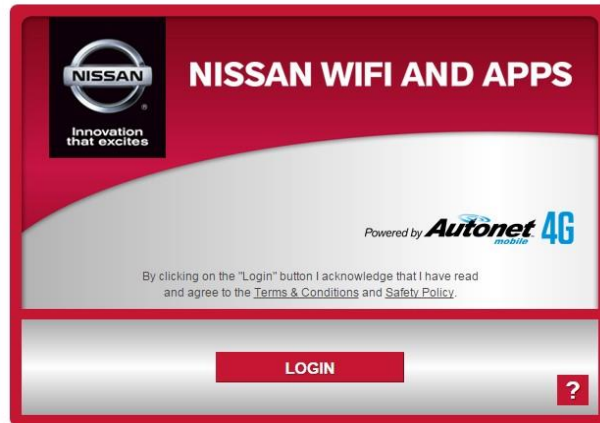 NISSAN
®
Innovation
that excites
NISSAN WIFI AND APPS
Powered by Autonet 4G
mobile
By clicking on the "Login" button I acknowledge that I have read
and agree to the Terms & Conditions and Safety Policy.
LOGIN
?